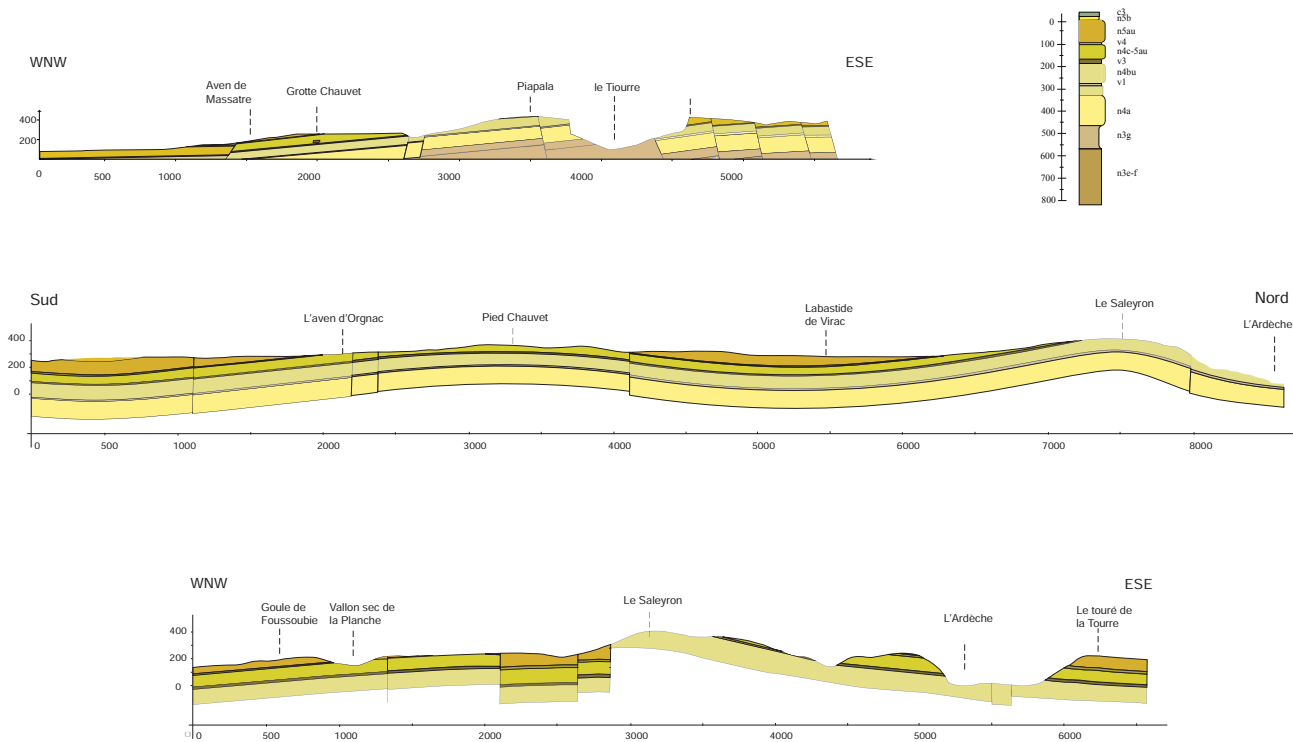 WNW
ESE
Aven de
Massatre
Grotte Chauvet
Piapala
le Tiourre
400
200
0
500
1000
2000
3000
4000
5000
0
100
200
300
400
500
600
700
800
c3
n5b
n5au
v4
n4c-5au
v3
n4bu
v1
n4a
n3g
n3e-f
Sud
Nord
L'aven d'Orgnac
Pied Chauvet
Labastide
de Virac
Le Saleyron
L'Ardèche
400
200
0
0
500
1000
2000
3000
4000
5000
6000
7000
8000
WNW
ESE
Goule de
Foussoubie
Vallon sec de
la Planche
Le Saleyron
L'Ardèche
Le touré de
la Tourre
400
200
0
0
0
500
1000
2000
3000
4000
5000
6000